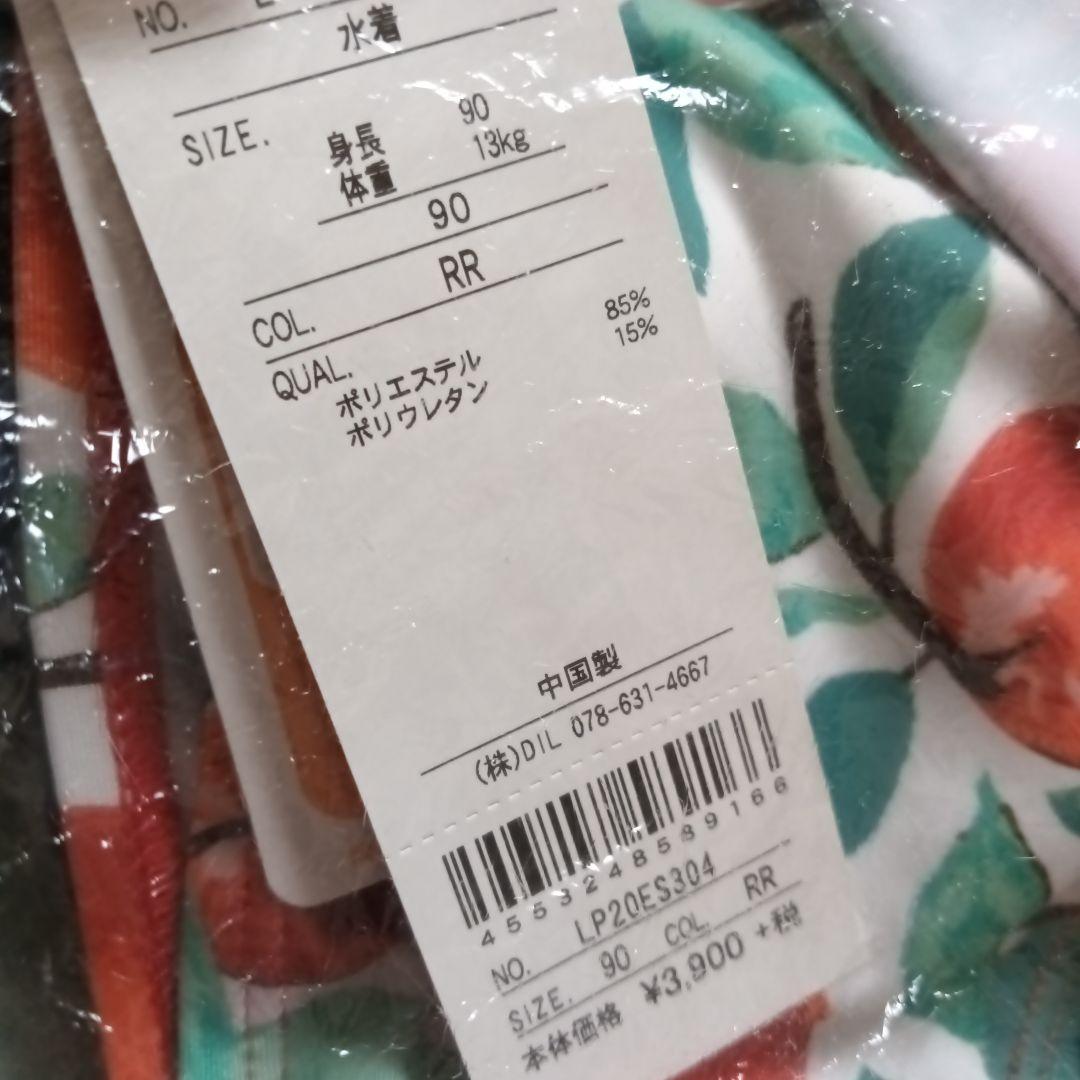 NO.
水着
SIZE. 身長 90
体重 13kg
90
COL. RR
QUAL.
ポリエステル 85%
ポリウレタン 15%
中国製
(株)DIL 078-631-4667
4553248589166
NO. LP20ES304
SIZE. 90 COL. RR
本体価格 ¥3,900 +税